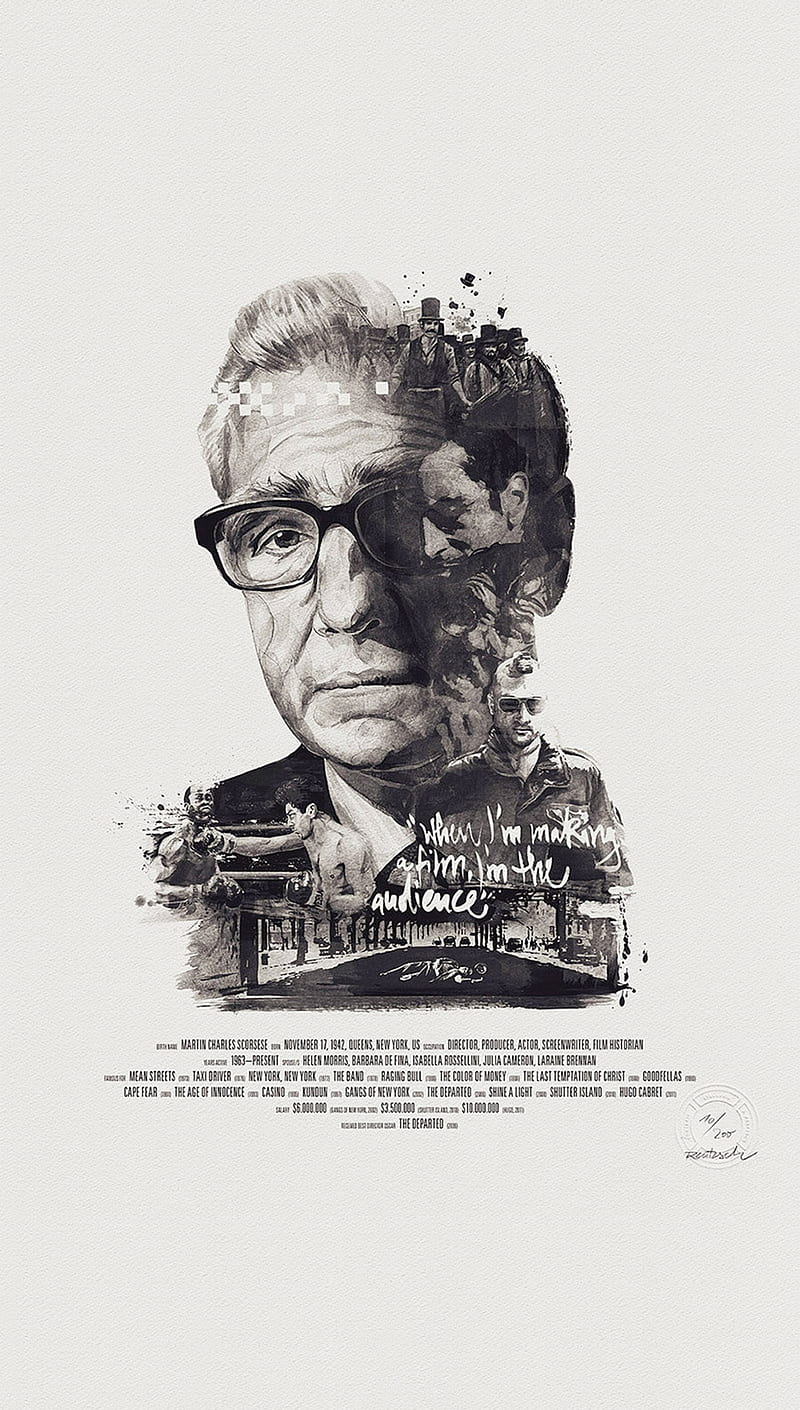 "When I'm making
a film, I'm the
audience"
BIRTH NAME MARTIN CHARLES SCORSESE BORN NOVEMBER 17, 1942, QUEENS, NEW YORK, US OCCUPATION DIRECTOR, PRODUCER, ACTOR, SCREENWRITER, FILM HISTORIAN
YEARS ACTIVE 1963—PRESENT SPOUSE/S HELEN MORRIS, BARBARA DE FINA, ISABELLA ROSSELLINI, JULIA CAMERON, LARAINE BRENNAN
FAMOUS FOR MEAN STREETS (1973) TAXI DRIVER (1976) NEW YORK, NEW YORK (1977) THE BAND (1978) RAGING BULL (1980) THE COLOR OF MONEY (1986) THE LAST TEMPTATION OF CHRIST (1988) GOODFELLAS (1990)
CAPE FEAR (1991) THE AGE OF INNOCENCE (1993) CASINO (1995) KUNDUN (1997) GANGS OF NEW YORK (2002) THE DEPARTED (2006) SHINE A LIGHT (2008) SHUTTER ISLAND (2010) HUGO CABRET (2011)
SALARY $6.000.000 (GANGS OF NEW YORK, 2002) $3.500.000 (SHUTTER ISLAND, 2010) $10.000.000 (HUGO, 2011)
RECEIVED BEST DIRECTOR OSCAR THE DEPARTED (2006)
10/200
Rentzsch